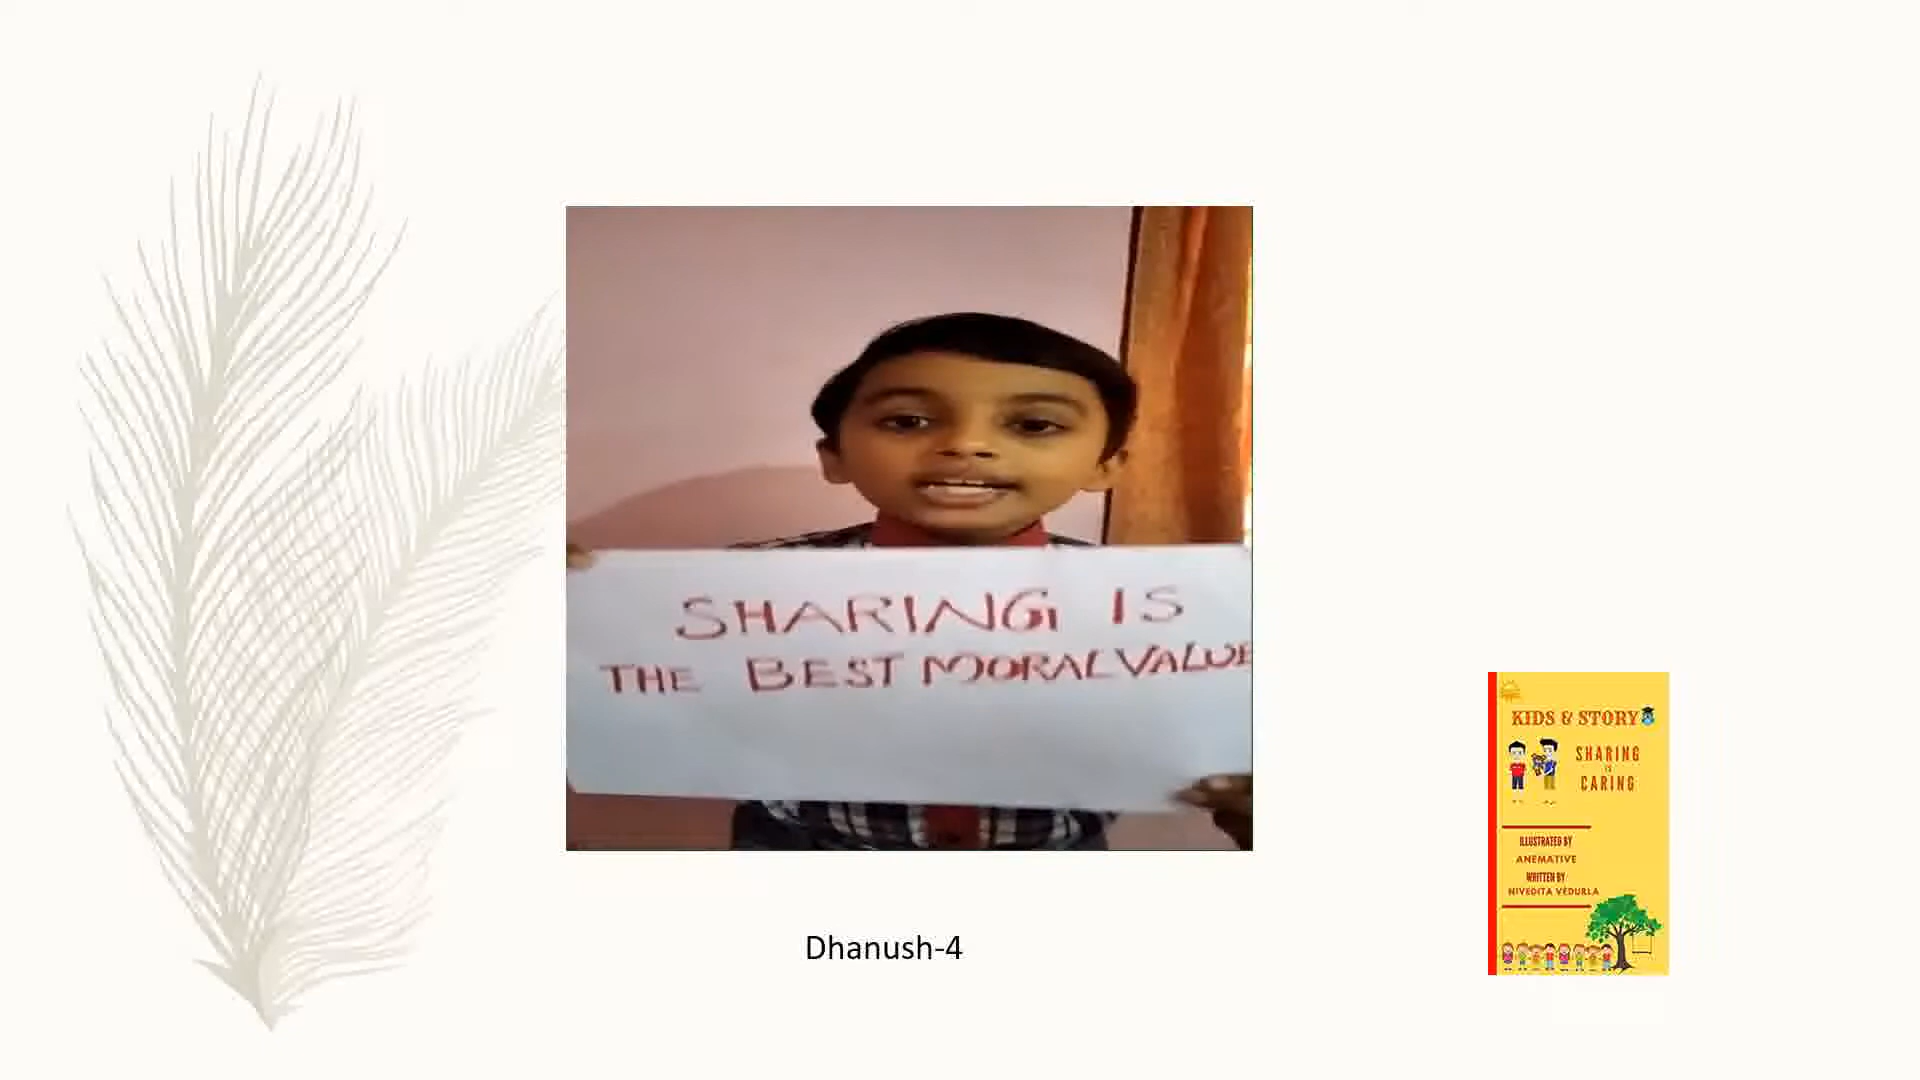 SHARING IS
THE BEST MORAL VALUE
Dhanush-4
KIDS & STORY
SHARING
IS
CARING
ILLUSTRATED BY
ANEMATIVE
WRITTEN BY
NIVEDITA VEDURLA